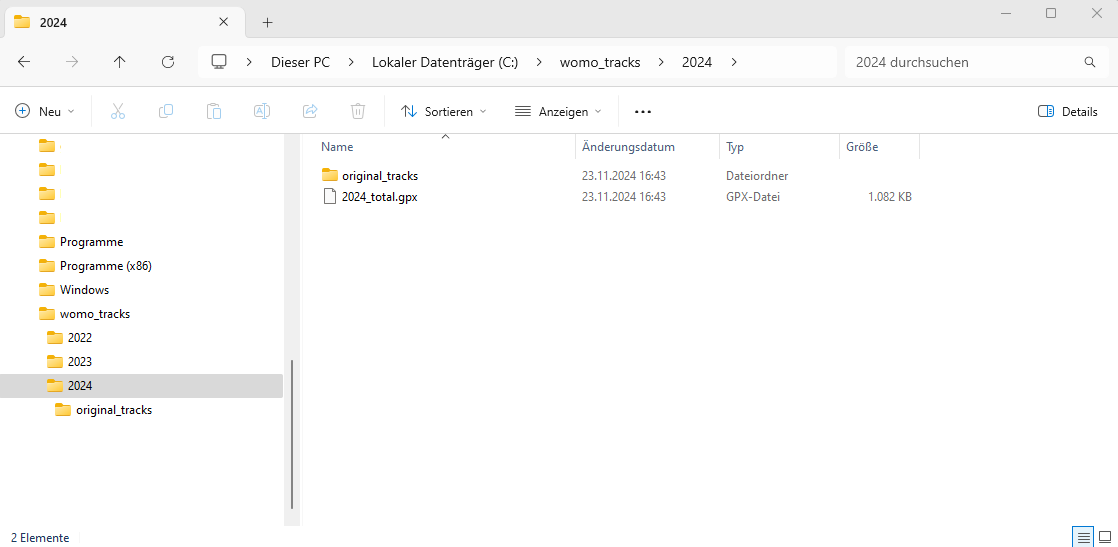 2024
Dieser PC Lokaler Datenträger (C:) womo_tracks 2024
2024 durchsuchen
Neu Sortieren Anzeigen Details
Name Änderungsdatum Typ Größe
original_tracks 23.11.2024 16:43 Dateiordner
2024_total.gpx 23.11.2024 16:43 GPX-Datei 1.082 KB
Programme
Programme (x86)
Windows
womo_tracks
2022
2023
2024
original_tracks
2 Elemente